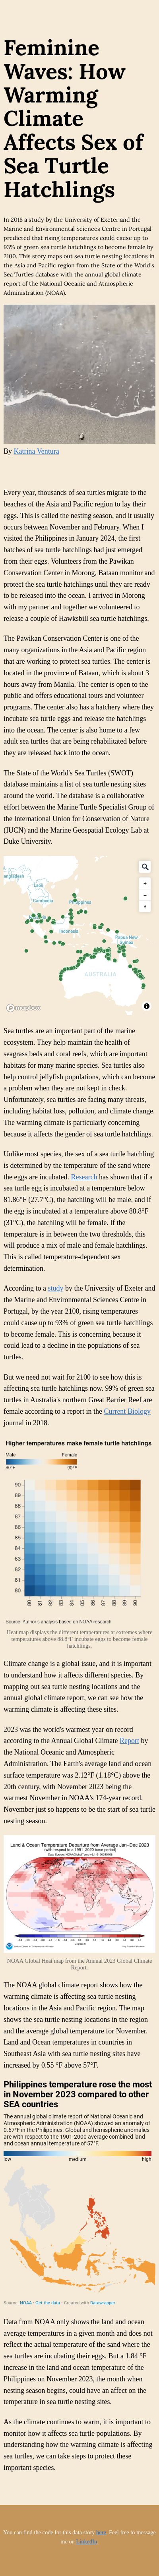 Feminine
Waves: How
Warming
Climate
Affects Sex of
Sea Turtle
Hatchlings
In 2018 a study by the University of Exeter and the
Marine and Environmental Sciences Centre in Portugal
predicted that rising temperatures could cause up to
93% of green sea turtle hatchlings to become female by
2100. This story maps out sea turtle nesting locations in
the Asia and Pacific region from the State of the World's
Sea Turtles database with the annual global climate
report of the National Oceanic and Atmospheric
Administration (NOAA).
By Katrina Ventura
Every year, thousands of sea turtles migrate to the
beaches of the Asia and Pacific region to lay their
eggs. This is called the nesting season, and it usually
occurs between November and February. When I
visited the Philippines in January 2024, the first
batches of sea turtle hatchlings had just emerged
from their eggs. Volunteers from the Pawikan
Conservation Center in Morong, Bataan monitor and
protect the sea turtle hatchlings until they are ready
to be released into the ocean. I arrived in Morong
around sunset and together we volunteered to
release a couple of Hawksbill sea turtle hatchlings.
The Pawikan Conservation Center is one of the
many organizations in the Asia and Pacific region
that are working to protect sea turtles. The center is
located in the province of Bataan, which is about 3
hours away from Manila. The center is open to the
public and offers educational tours and volunteer
programs. The center also has a hatchery where they
incubate sea turtle eggs and release the hatchlings
into the ocean. The center is also home to a few
adult sea turtles that are being rehabilitated before
they are released back into the ocean.
The State of the World's Sea Turtles (SWOT)
database maintains a list of sea turtle nesting sites
around the world. The database is a collaborative
effort between the Marine Turtle Specialist Group of
the International Union for Conservation of Nature
(IUCN) and the Marine Geospatial Ecology Lab at
Duke University.
Laos
Cambodia
Philippines
Indonesia
Papua New
Guinea
AUSTRALIA
mapbox
Sea turtles are an important part of the marine
ecosystem. They help maintain the health of
seagrass beds and coral reefs, which are important
habitats for many marine species. Sea turtles also
help control jellyfish populations, which can become
a problem when they are not kept in check.
Unfortunately, sea turtles are also facing many threats,
including habitat loss, pollution, and climate change.
The warming climate is particularly concerning
because it affects the gender of sea turtle hatchlings.
Unlike most species, the sex of a sea turtle hatchling
is determined by the temperature of the sand where
the eggs are incubated. Research has shown that if a
sea turtle egg is incubated at a temperature below
81.86°F (27.7°C), the hatchling will be male, and if
the egg is incubated at a temperature above 88.8°F
(31°C), the hatchling will be female. If the
temperature is in between the two thresholds, this
will produce a mix of male and female hatchlings.
This is called temperature-dependent sex
determination.
According to a study by the University of Exeter and
the Marine and Environmental Sciences Centre in
Portugal, by the year 2100, rising temperatures
could cause up to 93% of green sea turtle hatchlings
to become female. This is concerning because it
could lead to a decline in the populations of sea
turtles.
But we need not wait for 2100 to see how this is
affecting sea turtle hatchlings now. 99% of green sea
turtles in Australia's northern Great Barrier Reef are
female according to a report in the Current Biology
journal in 2018.
Higher temperatures make female turtle hatchlings
Male Female
80°F 90°F
90
89
88
87
86
85
84
83
82
81
80
80 81 82 83 84 85 86 87 88 89 90
Source: Author's analysis based on NOAA research
Heat map displays the different temperatures at extremes where
temperatures above 88.8°F incubate eggs to become female
hatchlings.
Climate change is a global issue, and it is important
to understand how it affects different species. By
mapping out sea turtle nesting locations and the
annual global climate report, we can see how the
warming climate is affecting these sites.
2023 was the world's warmest year on record
according to the Annual Global Climate Report by
the National Oceanic and Atmospheric
Administration. The Earth's average land and ocean
surface temperature was 2.12°F (1.18°C) above the
20th century, with November 2023 being the
warmest November in NOAA's 174-year record.
November just so happens to be the start of sea turtle
nesting season.
Land & Ocean Temperature Departure from Average Jan–Dec 2023
(with respect to a 1991–2020 base period)
NOAA Global Heat map from the Annual 2023 Global Climate
Report.
The NOAA global climate report shows how the
warming climate is affecting sea turtle nesting
locations in the Asia and Pacific region. The map
shows the sea turtle nesting locations in the region
and the average global temperature for November.
Land and Ocean temperatures in countries in
Southeast Asia with sea turtle nesting sites have
increased by 0.55 °F above 57°F.
Philippines temperature rose the most
in November 2023 compared to other
SEA countries
The annual global climate report of National Oceanic and
Atmospheric Administration (NOAA) showed an anomaly of
0.67°F in the Philippines. Global and hemispheric anomalies
are with respect to the 1901-2000 average combined land
and ocean annual temperature of 57°F.
low medium high
Source: NOAA · Get the data · Created with Datawrapper
Data from NOAA only shows the land and ocean
average temperatures in a given month and does not
reflect the actual temperature of the sand where the
sea turtles are incubating their eggs. But a 1.84 °F
increase in the land and ocean temperature of the
Philippines on November 2023, the month when
nesting season begins, could have an affect on the
temperature in sea turtle nesting sites.
As the climate continues to warm, it is important to
monitor how it affects sea turtle populations. By
understanding how the warming climate is affecting
sea turtles, we can take steps to protect these
important species.
You can find the code for this data story here. Feel free to message
me on LinkedIn.